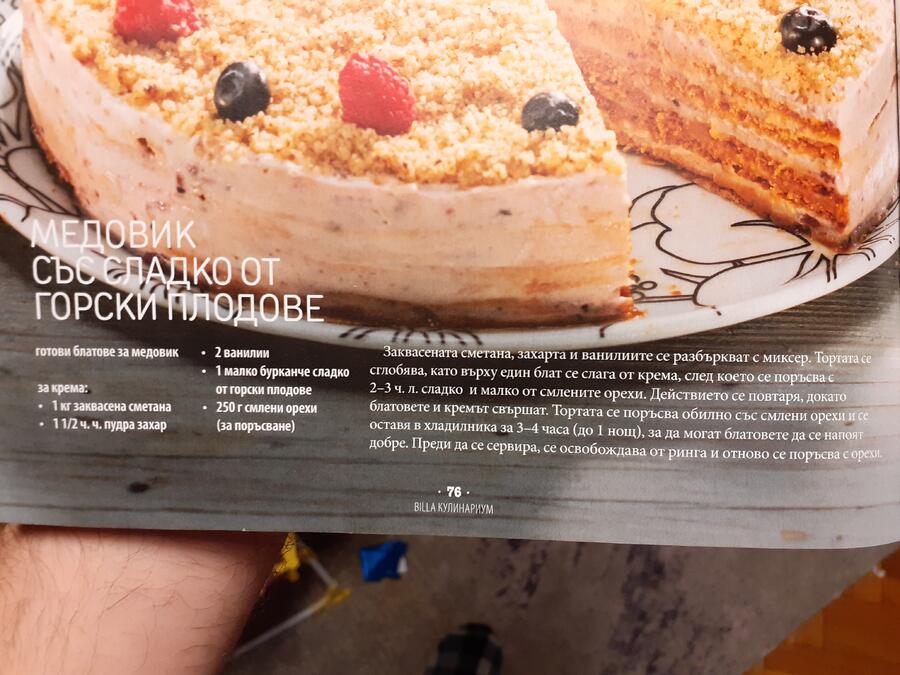 МЕДОВИК
СЪС СЛАДКО ОТ
ГОРСКИ ПЛОДОВЕ
готови блатове за медовик
за крема:
• 1 кг заквасена сметана
• 1 1/2 ч. ч. пудра захар
• 2 ванилии
• 1 малко бурканче сладко
от горски плодове
• 250 г смлени орехи
(за поръсване)
Заквасената сметана, захарта и ванилиите се разбъркват с миксер. Тортата се
сглобява, като върху един блат се слага от крема, след което се поръсва с
2–3 ч. л. сладко и малко от смлените орехи. Действието се повтаря, докато
блатовете и кремът свършат. Тортата се поръсва обилно със смлени орехи и се
оставя в хладилника за 3–4 часа (до 1 нощ), за да могат блатовете да се напоят
добре. Преди да се сервира, се освобождава от ринга и отново се поръсва с орехи.
· 76 ·
BILLA КУЛИНАРИУМ